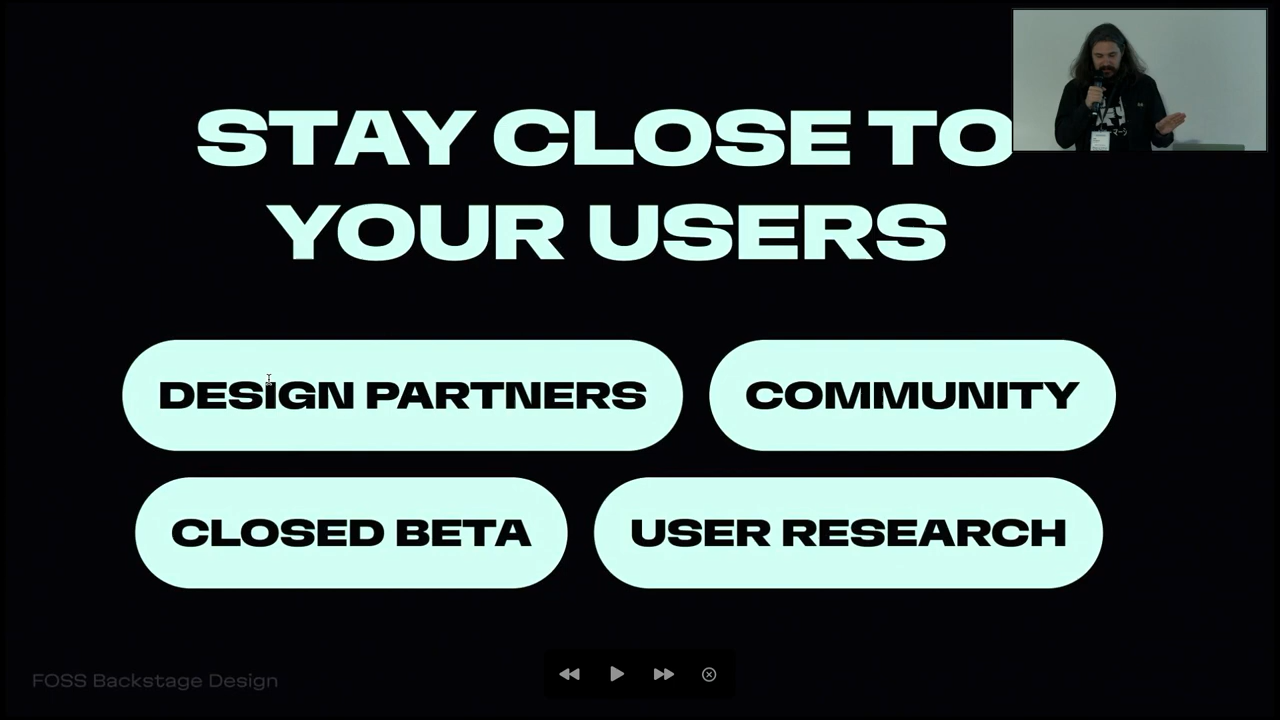 STAY CLOSE TO
YOUR USERS
DESIGN PARTNERS
COMMUNITY
CLOSED BETA
USER RESEARCH
FOSS Backstage Design